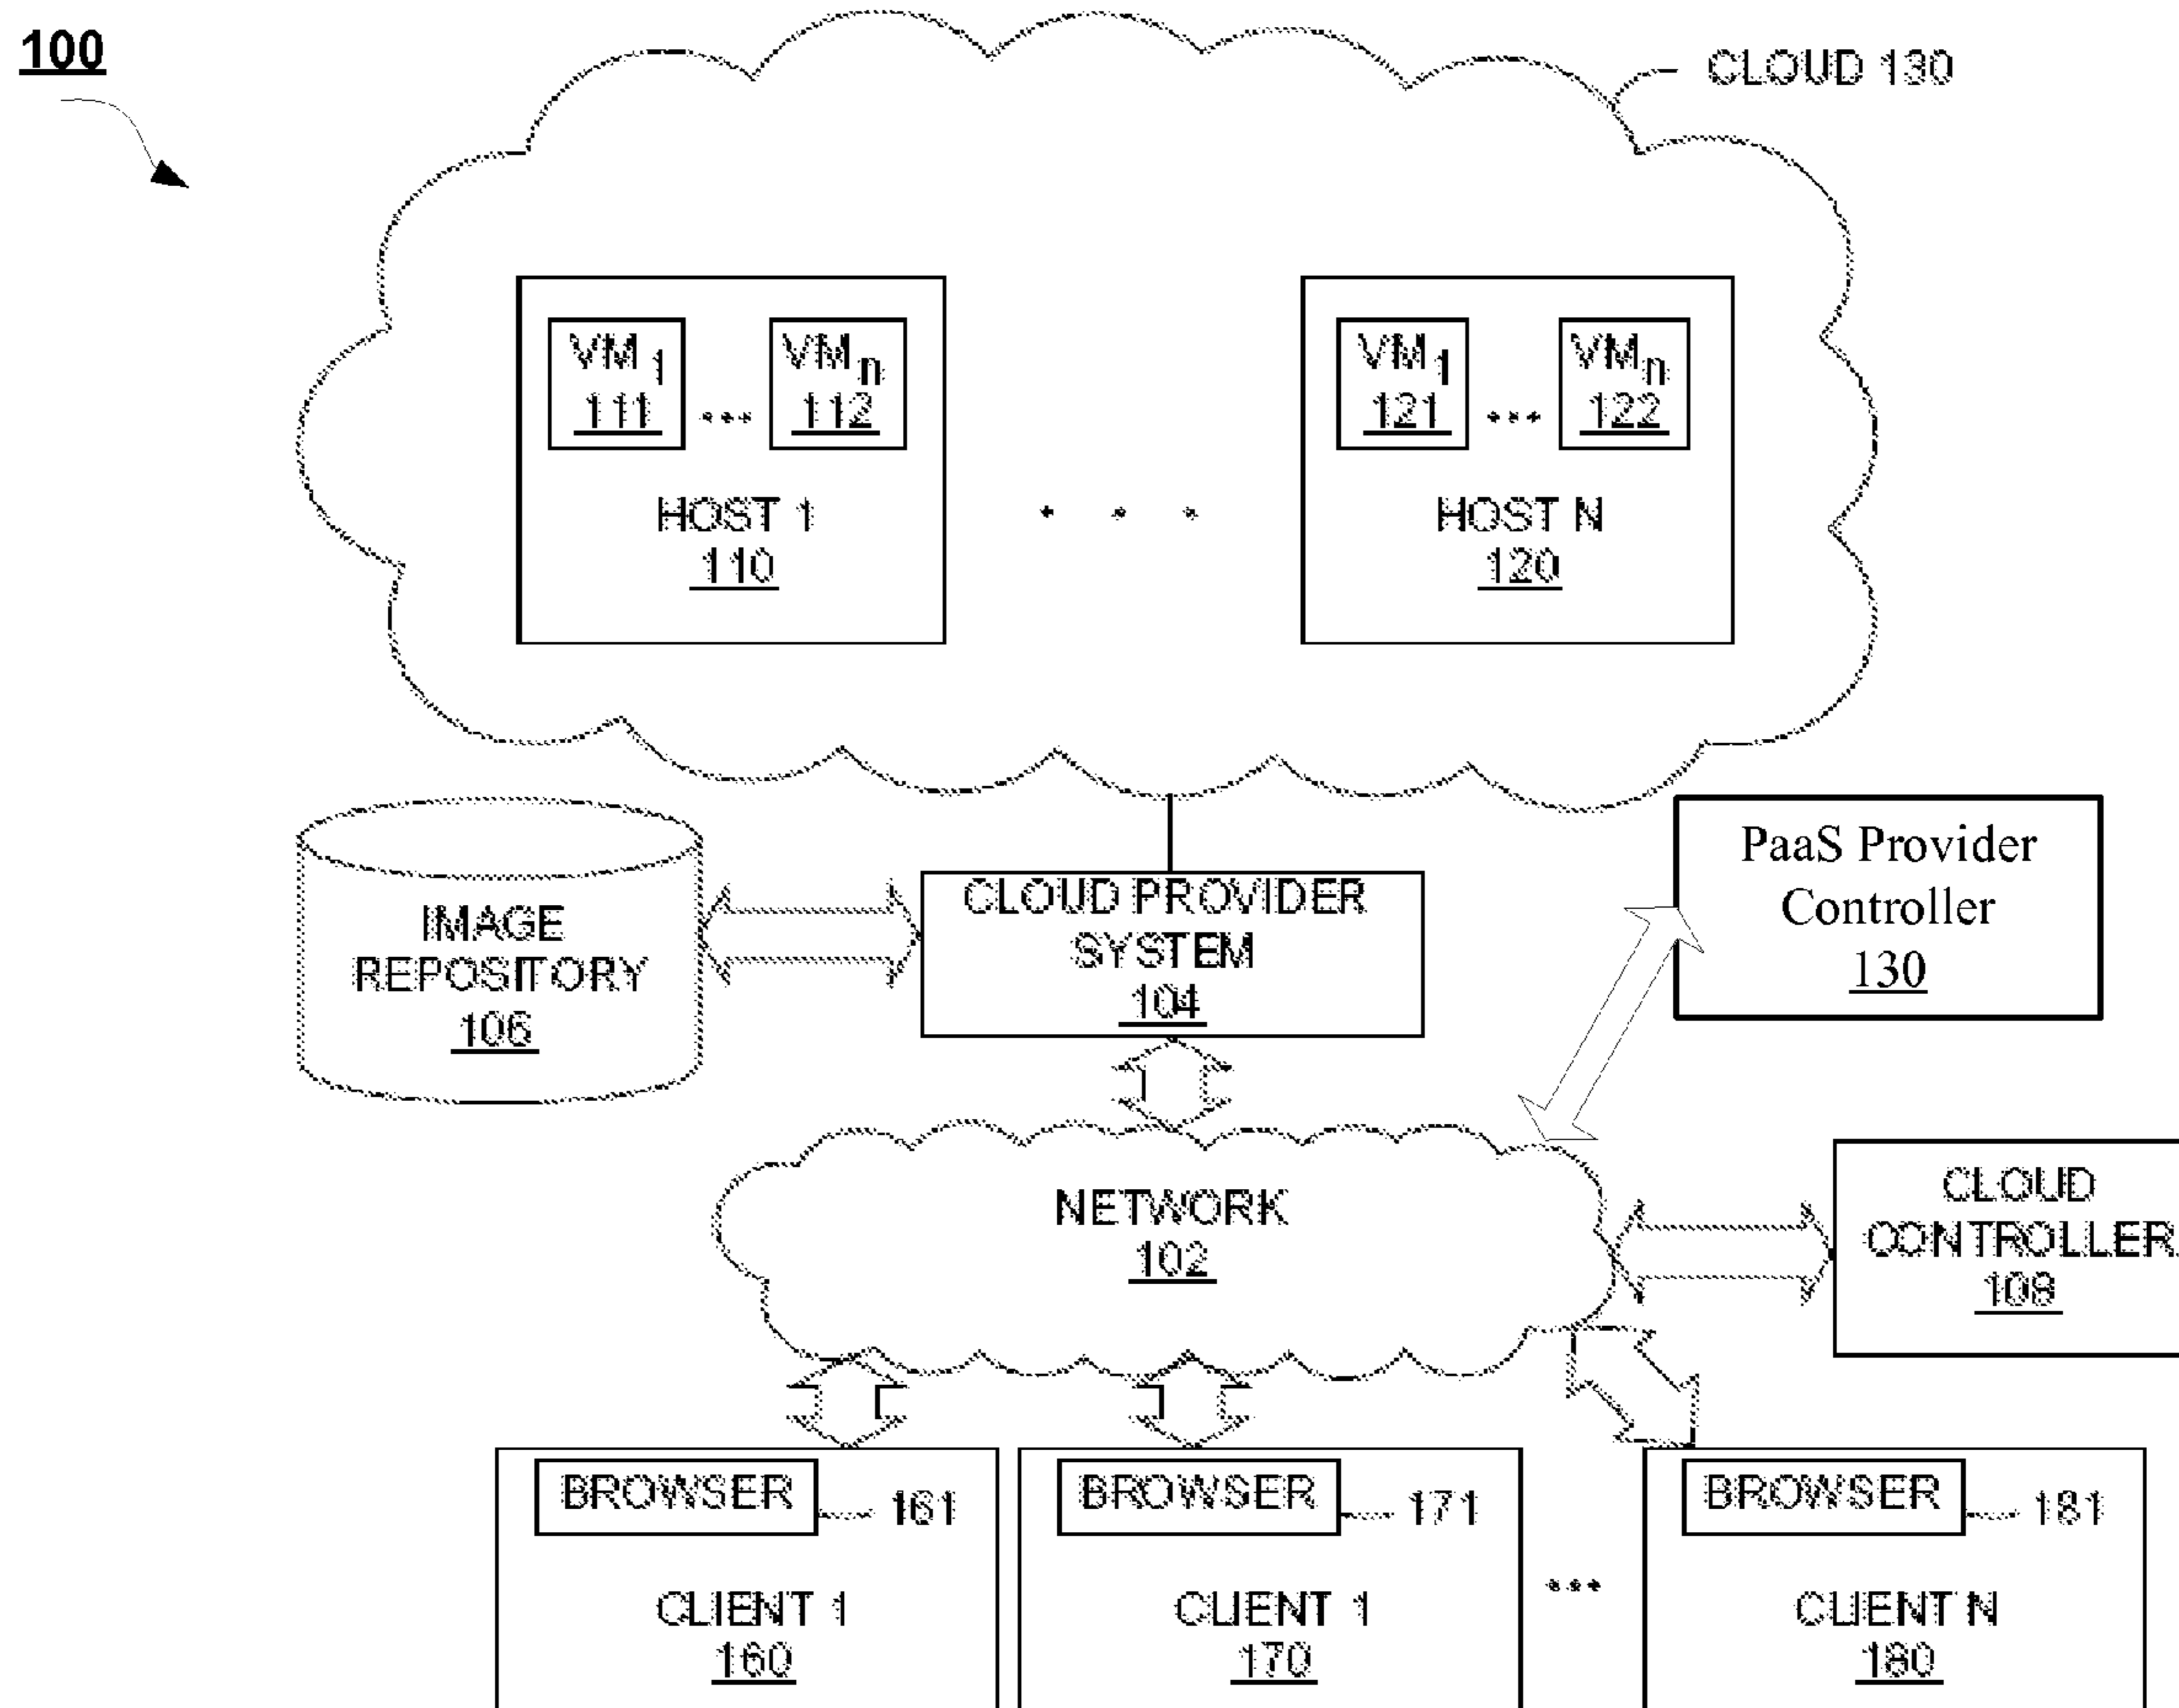 100
CLOUD 130
VM1
111
...
VMn
112
VM1
121
...
VMn
122
HOST 1
110
. . .
HOST N
120
PaaS Provider
Controller
130
IMAGE
REPOSITORY
106
CLOUD PROVIDER
SYSTEM
104
NETWORK
102
CLOUD
CONTROLLER
108
BROWSER
161
CLIENT 1
160
BROWSER
171
CLIENT 1
170
...
BROWSER
181
CLIENT N
180